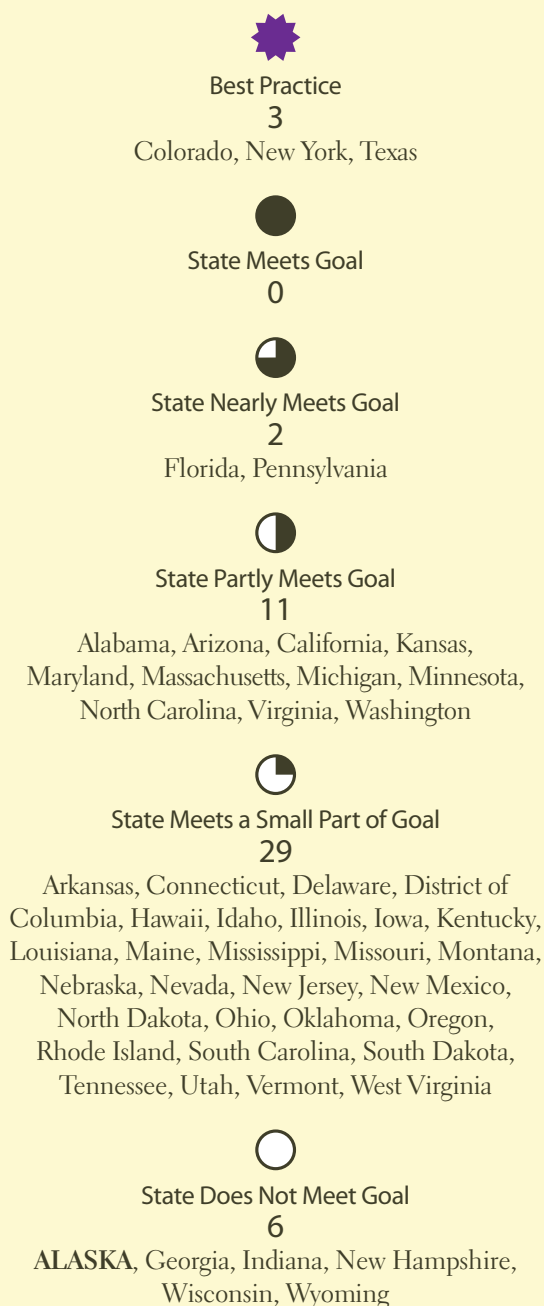 Best Practice
3
Colorado, New York, Texas
State Meets Goal
0
State Nearly Meets Goal
2
Florida, Pennsylvania
State Partly Meets Goal
11
Alabama, Arizona, California, Kansas,
Maryland, Massachusetts, Michigan, Minnesota,
North Carolina, Virginia, Washington
State Meets a Small Part of Goal
29
Arkansas, Connecticut, Delaware, District of
Columbia, Hawaii, Idaho, Illinois, Iowa, Kentucky,
Louisiana, Maine, Mississippi, Missouri, Montana,
Nebraska, Nevada, New Jersey, New Mexico,
North Dakota, Ohio, Oklahoma, Oregon,
Rhode Island, South Carolina, South Dakota,
Tennessee, Utah, Vermont, West Virginia
State Does Not Meet Goal
6
ALASKA, Georgia, Indiana, New Hampshire,
Wisconsin, Wyoming